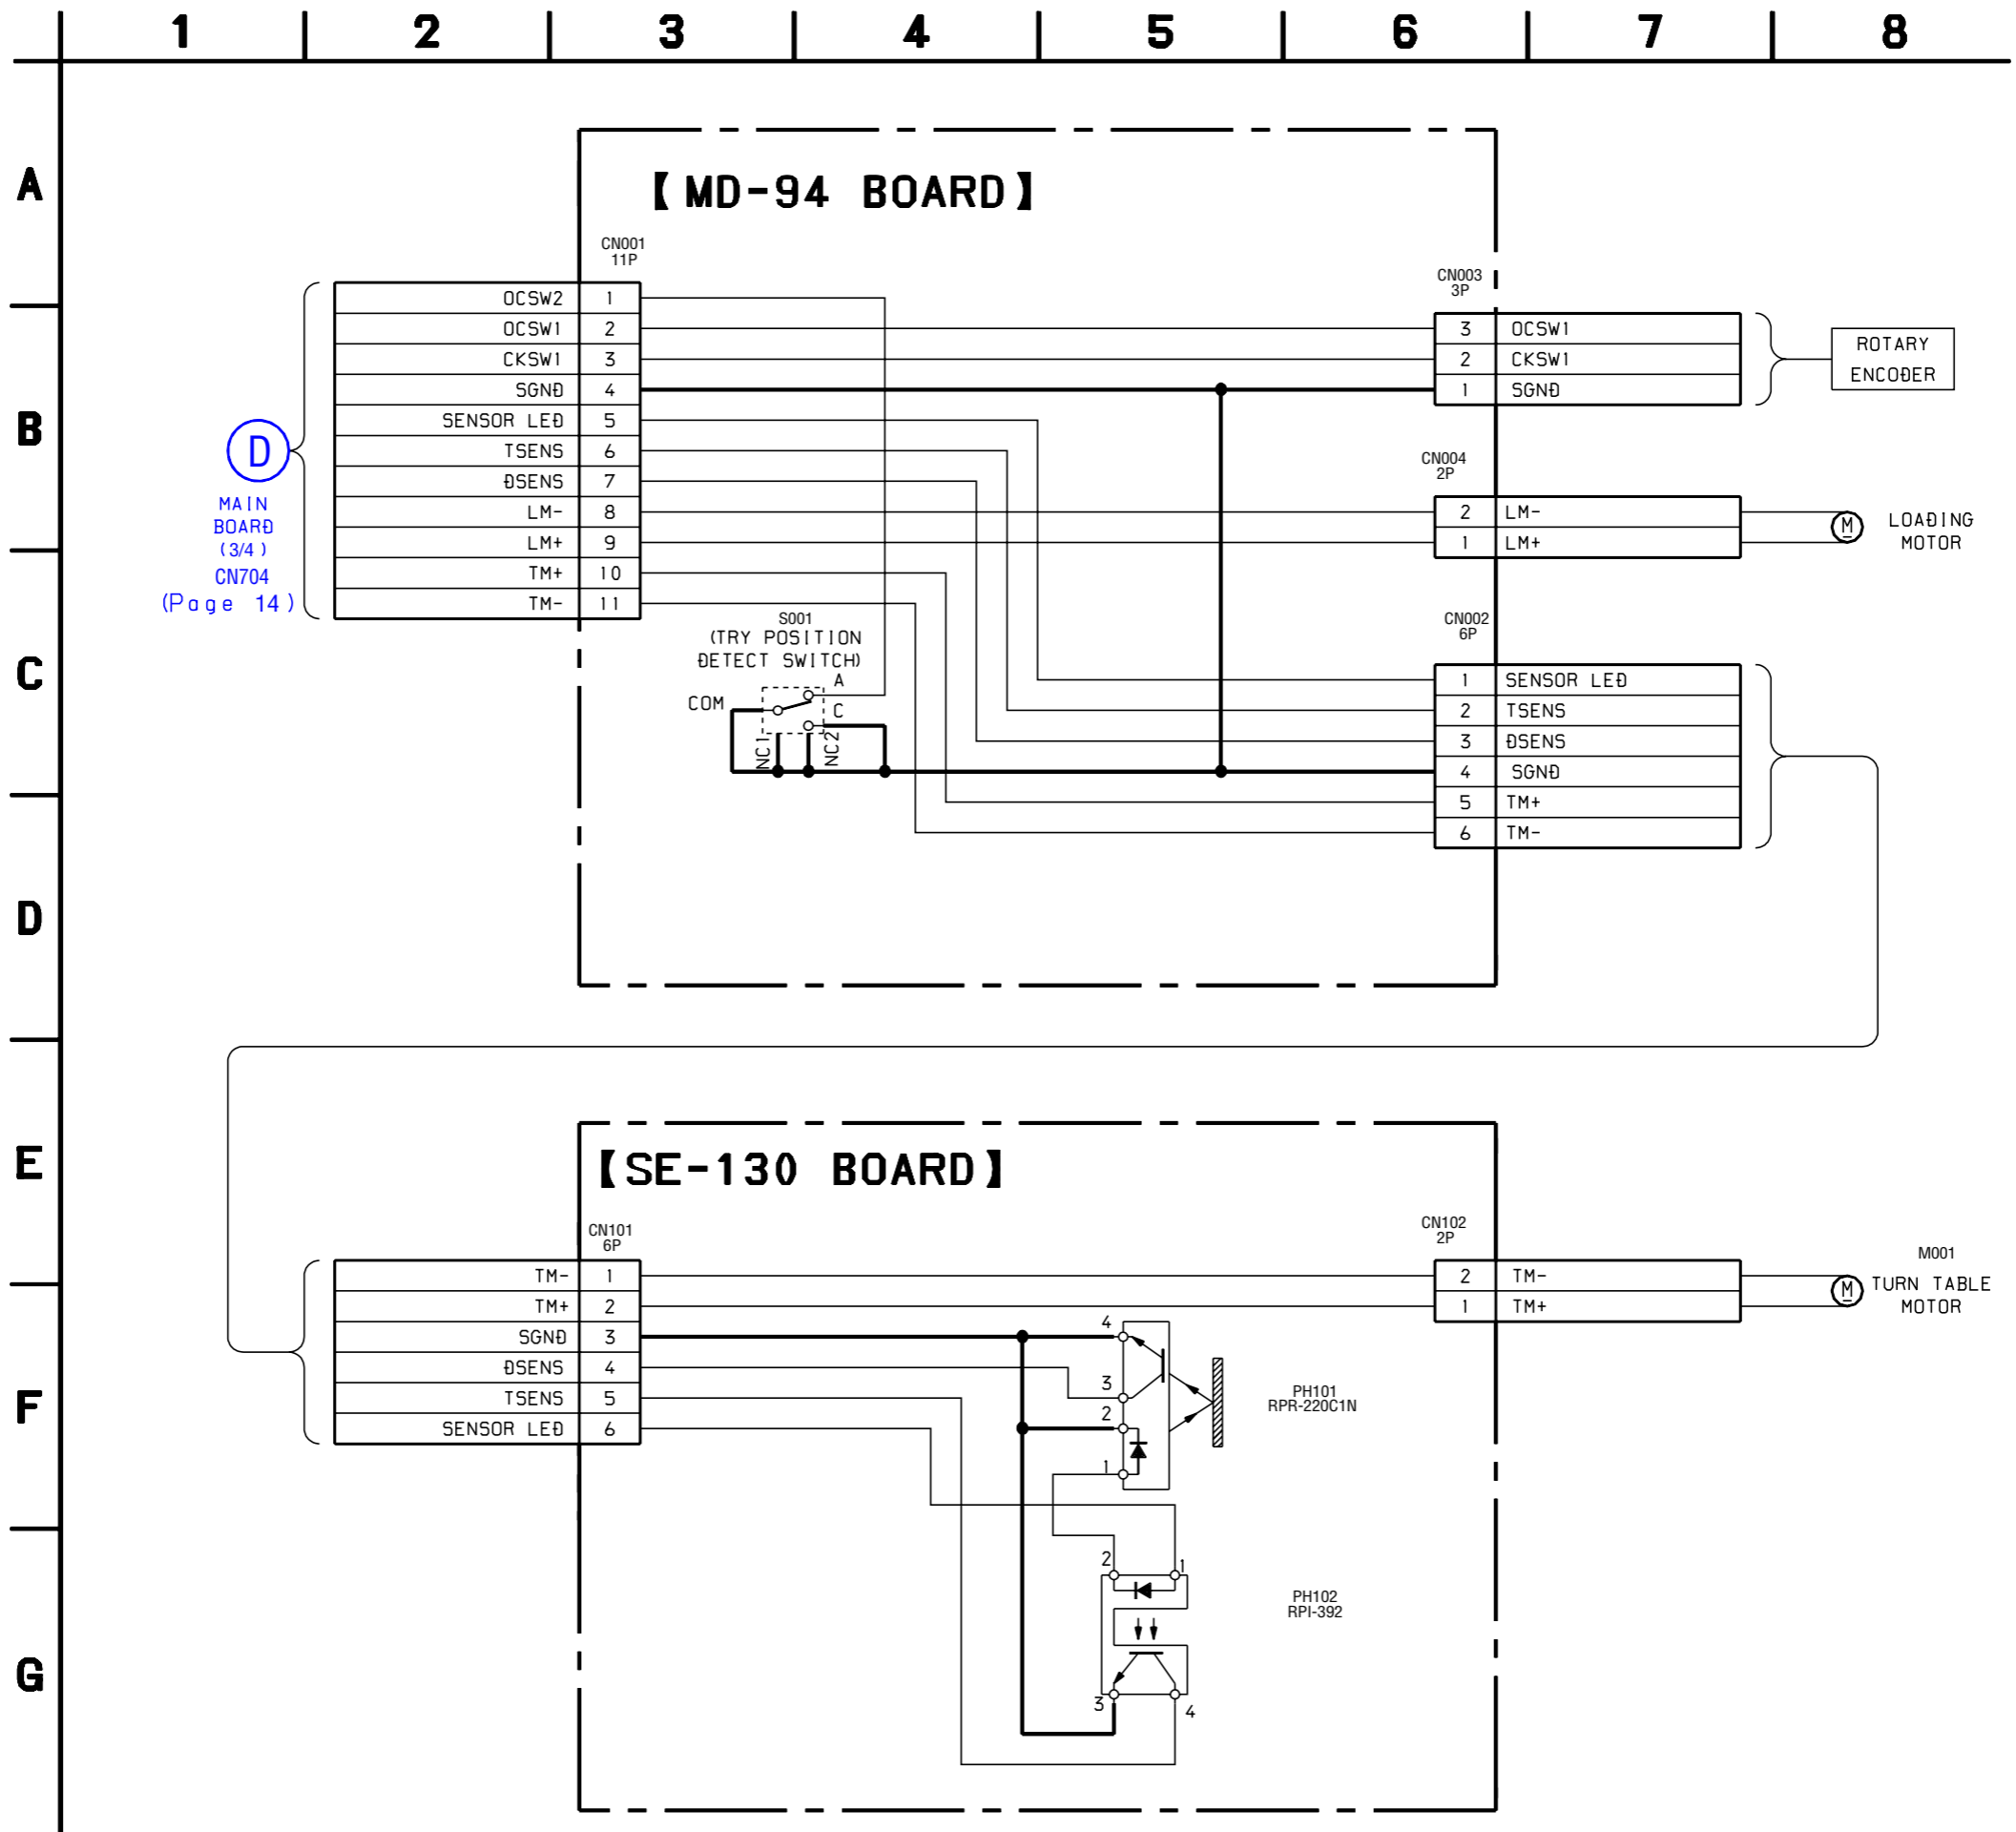 1 2 3 4 5 6 7 8
A
B
C
D
E
F
G
【 MD-94 BOARD】
CN001
11P
OCSW2 1
OCSW1 2
CKSW1 3
SGND 4
SENSOR LED 5
TSENS 6
DSENS 7
LM- 8
LM+ 9
TM+ 10
TM- 11
D
MAIN
BOARD
(3/4)
CN704
(Page 14)
S001
(TRY POSITION
DETECT SWITCH)
COM
A
C
NC1
NC2
CN003
3P
3 OCSW1
2 CKSW1
1 SGND
ROTARY
ENCODER
CN004
2P
2 LM-
1 LM+
M
LOADING
MOTOR
CN002
6P
1 SENSOR LED
2 TSENS
3 DSENS
4 SGND
5 TM+
6 TM-
【SE-130 BOARD】
CN101
6P
TM- 1
TM+ 2
SGND 3
DSENS 4
TSENS 5
SENSOR LED 6
CN102
2P
2 TM-
1 TM+
M
M001
TURN TABLE
MOTOR
4
3
2
1
PH101
RPR-220C1N
2
1
3
4
PH102
RPI-392